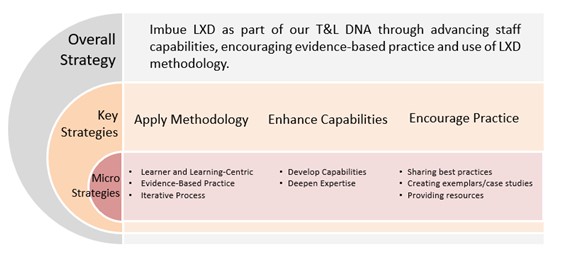 Overall
Strategy
Imbue LXD as part of our T&L DNA through advancing staff
capabilities, encouraging evidence-based practice and use of LXD
methodology.
Key
Strategies
Apply Methodology
Enhance Capabilities
Encourage Practice
Micro
Strategies
• Learner and Learning-Centric
• Evidence-Based Practice
• Iterative Process
• Develop Capabilities
• Deepen Expertise
• Sharing best practices
• Creating exemplars/case studies
• Providing resources